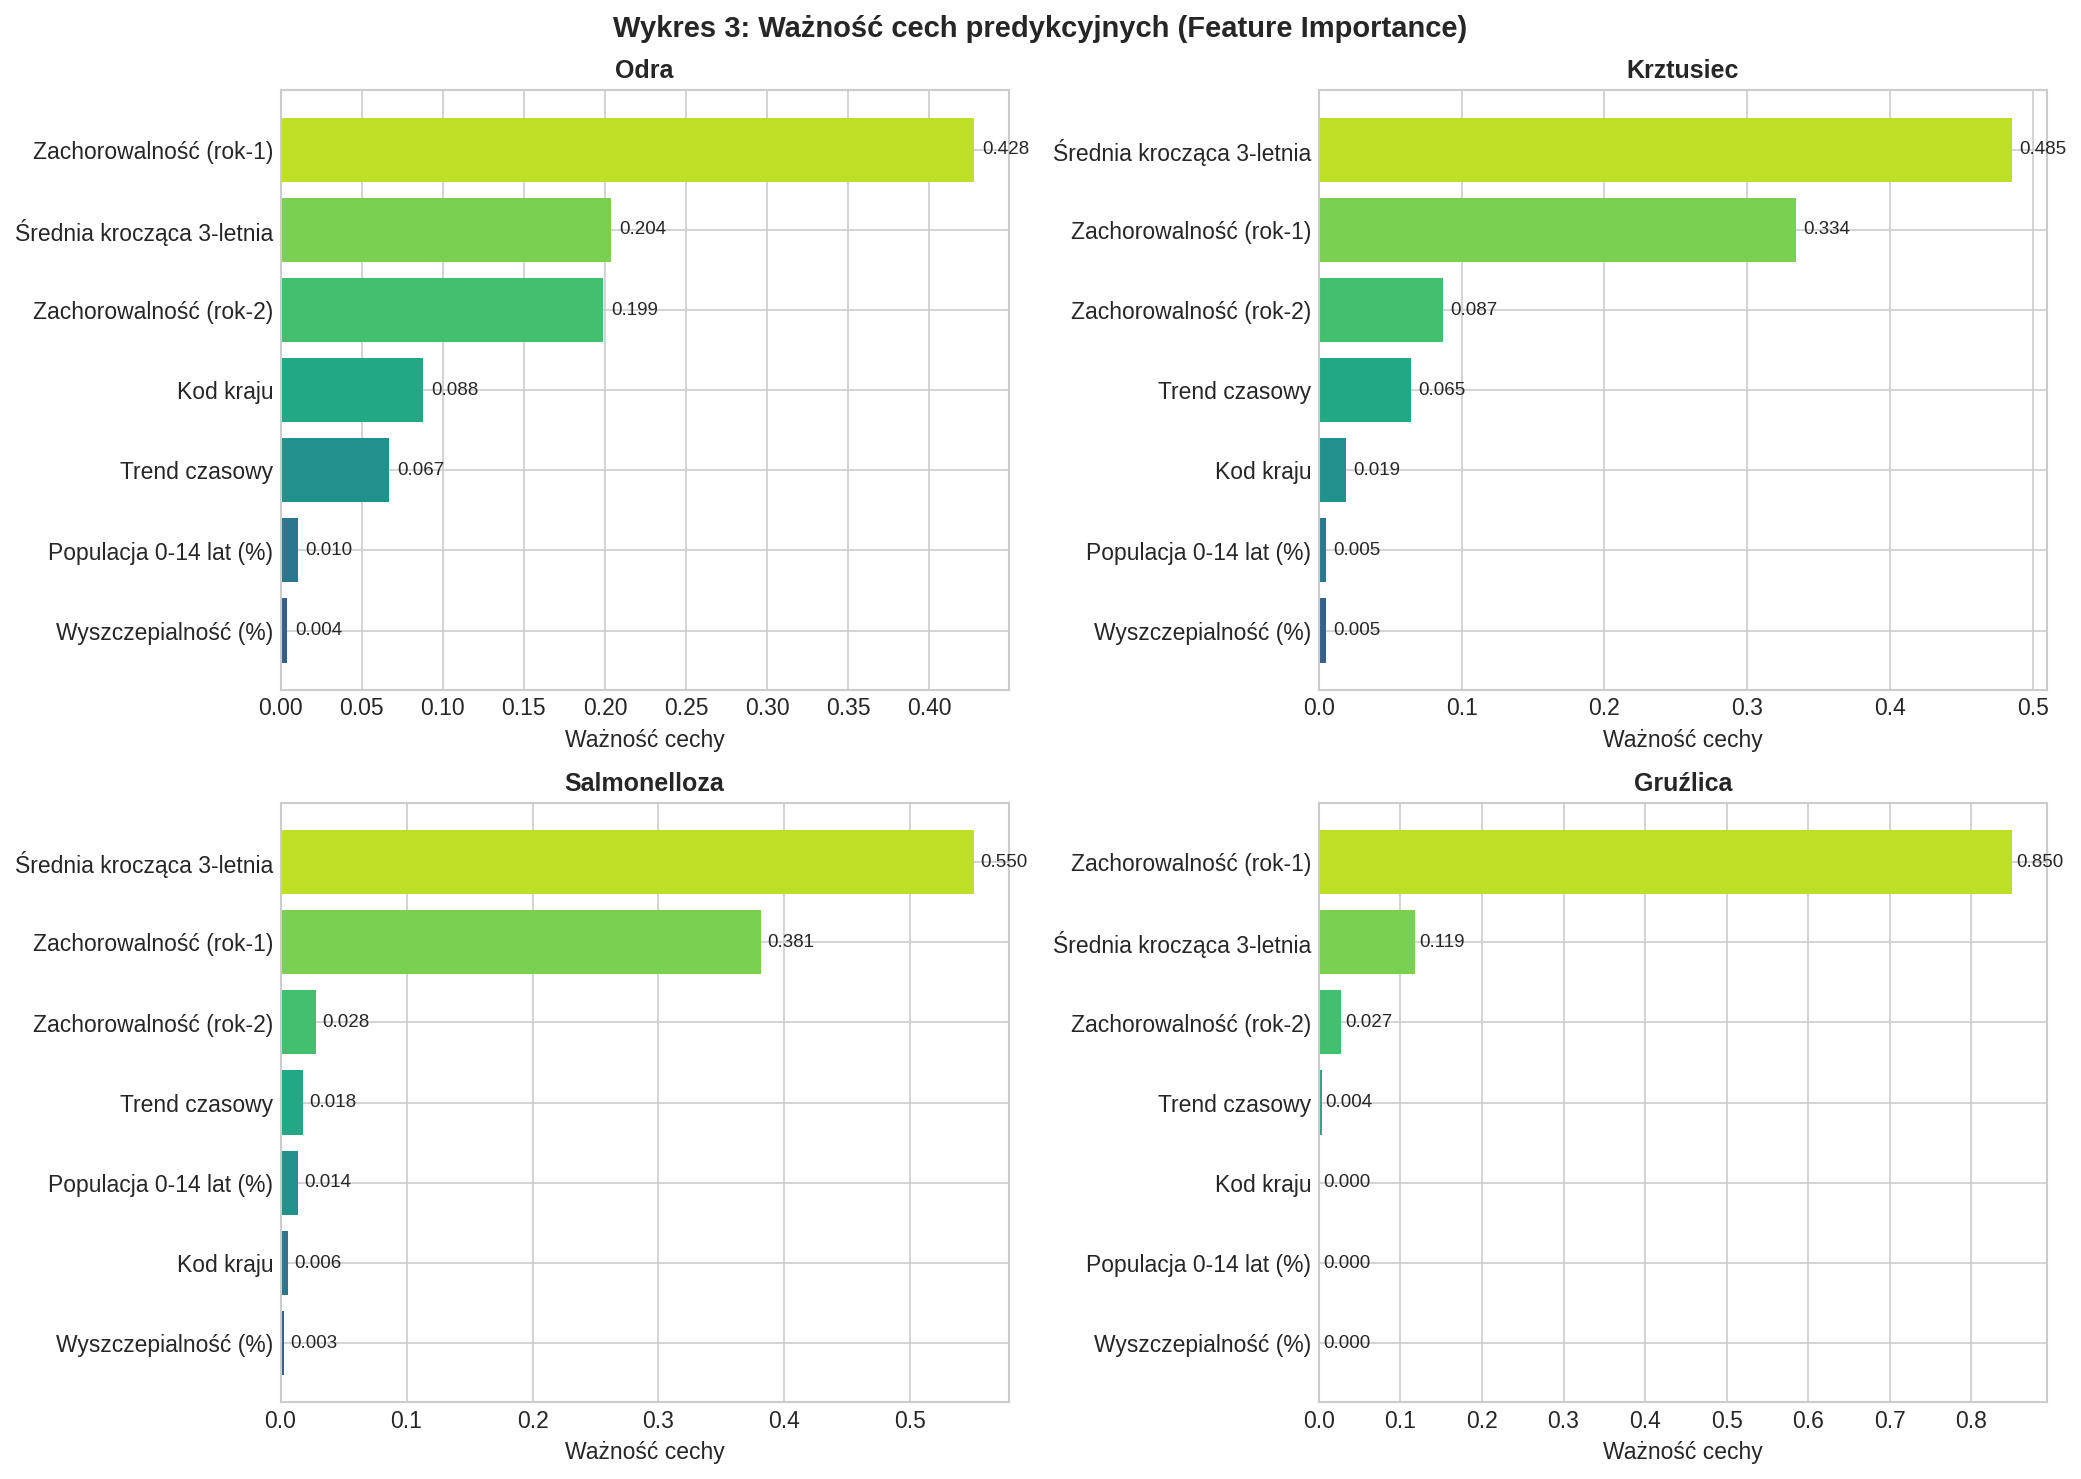 Wykres 3: Ważność cech predykcyjnych (Feature Importance)
Odra
Zachorowalność (rok-1)
0.428
Średnia krocząca 3-letnia
0.204
Zachorowalność (rok-2)
0.199
Kod kraju
0.088
Trend czasowy
0.067
Populacja 0-14 lat (%)
0.010
Wyszczepialność (%)
0.004
0.00 0.05 0.10 0.15 0.20 0.25 0.30 0.35 0.40
Ważność cechy
Krztusiec
Średnia krocząca 3-letnia
0.485
Zachorowalność (rok-1)
0.334
Zachorowalność (rok-2)
0.087
Trend czasowy
0.065
Kod kraju
0.019
Populacja 0-14 lat (%)
0.005
Wyszczepialność (%)
0.005
0.0 0.1 0.2 0.3 0.4 0.5
Ważność cechy
Salmonelloza
Średnia krocząca 3-letnia
0.550
Zachorowalność (rok-1)
0.381
Zachorowalność (rok-2)
0.028
Trend czasowy
0.018
Populacja 0-14 lat (%)
0.014
Kod kraju
0.006
Wyszczepialność (%)
0.003
0.0 0.1 0.2 0.3 0.4 0.5
Ważność cechy
Gruźlica
Zachorowalność (rok-1)
0.850
Średnia krocząca 3-letnia
0.119
Zachorowalność (rok-2)
0.027
Trend czasowy
0.004
Kod kraju
0.000
Populacja 0-14 lat (%)
0.000
Wyszczepialność (%)
0.000
0.0 0.1 0.2 0.3 0.4 0.5 0.6 0.7 0.8
Ważność cechy